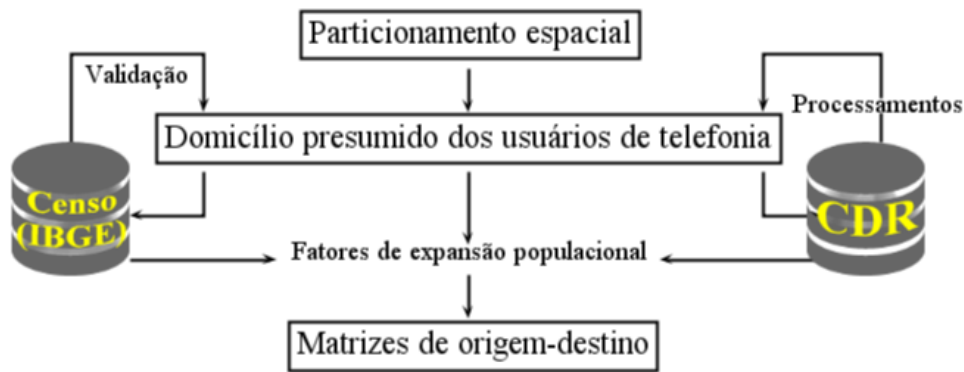 Particionamento espacial
Validação
Processamentos
Domicílio presumido dos usuários de telefonia
Censo
(IBGE)
CDR
Fatores de expansão populacional
Matrizes de origem-destino